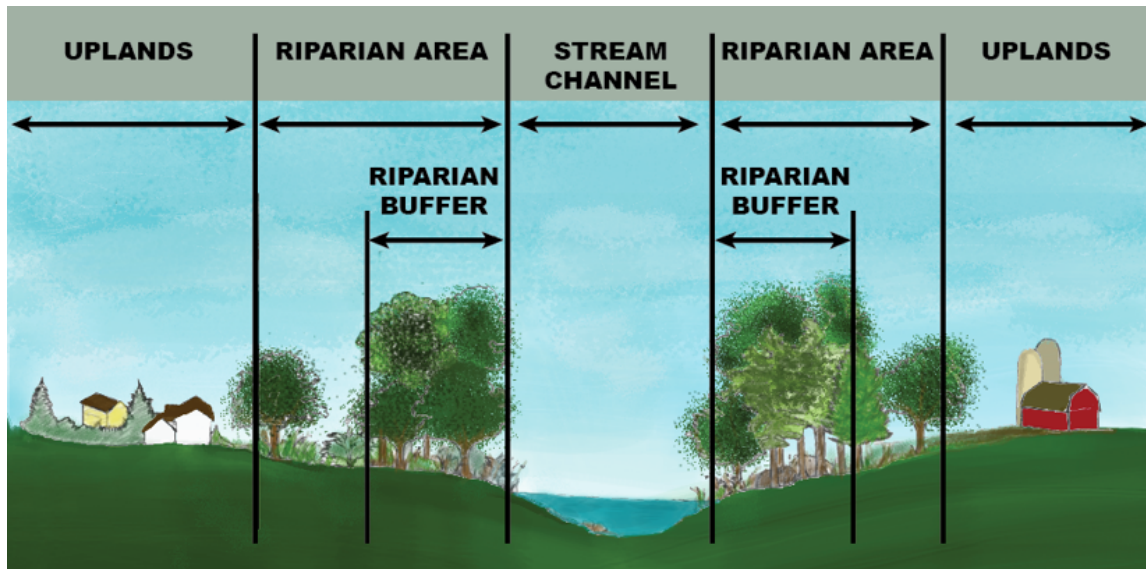 UPLANDS
RIPARIAN AREA
STREAM
CHANNEL
RIPARIAN AREA
UPLANDS
RIPARIAN
BUFFER
RIPARIAN
BUFFER